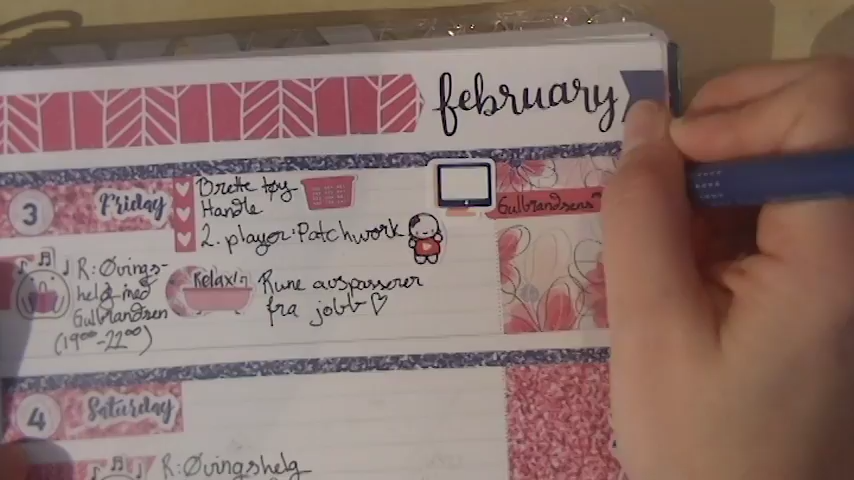 february
3
Friday
Brette tøy
Handle
2. player: Patchwork
Gulbrandsens
R: Øvings-
helg med
Gulbrandsen
(19⁰⁰-22⁰⁰)
Relax!
Rune avspasserer
fra jobb ♡
4
Saturday
R: Øvingshelg